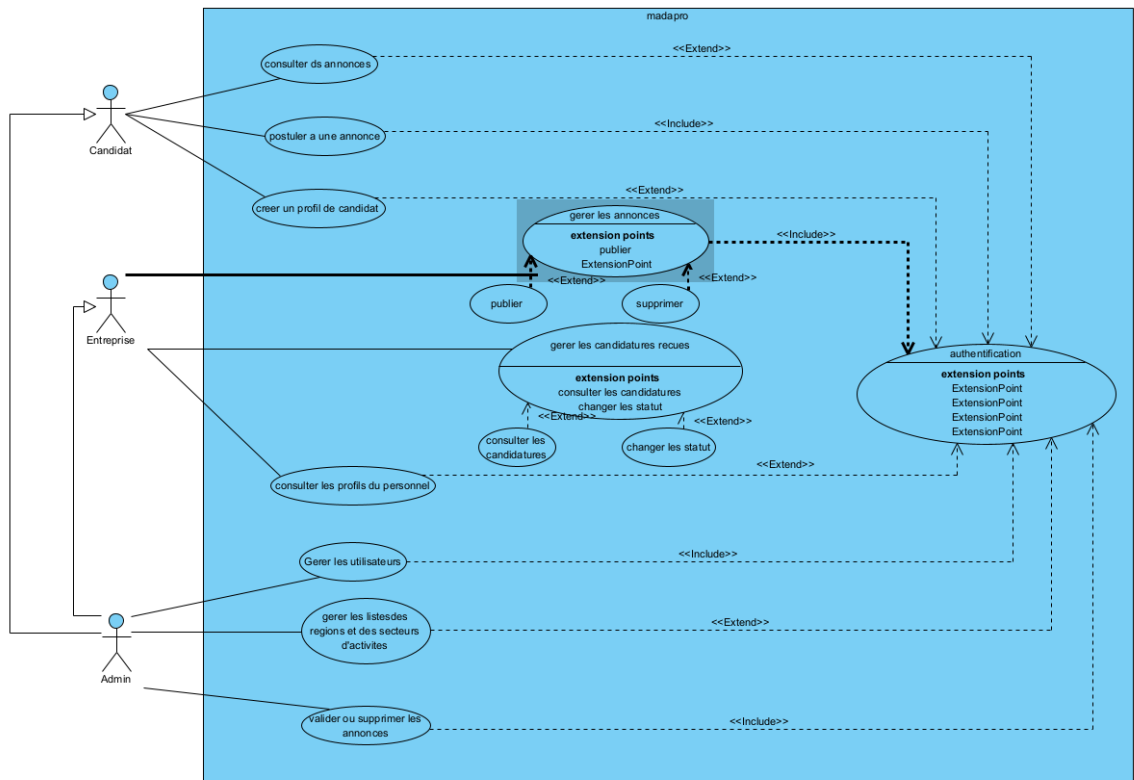 madapro
<<Extend>>
consulter ds annonces
Candidat
<<Include>>
postuler a une annonce
<<Extend>>
creer un profil de candidat
gerer les annonces
extension points
publier
ExtensionPoint
<<Include>>
<<Extend>>
<<Extend>>
publier
supprimer
Entreprise
gerer les candidatures recues
extension points
consulter les candidatures
changer les statut
<<Extend>>
<<Extend>>
consulter les
candidatures
changer les statut
authentification
extension points
ExtensionPoint
ExtensionPoint
ExtensionPoint
ExtensionPoint
<<Extend>>
consulter les profils du personnel
<<Include>>
Gerer les utilisateurs
gerer les listesdes
regions et des secteurs
d'activites
<<Extend>>
Admin
valider ou supprimer les
annonces
<<Include>>